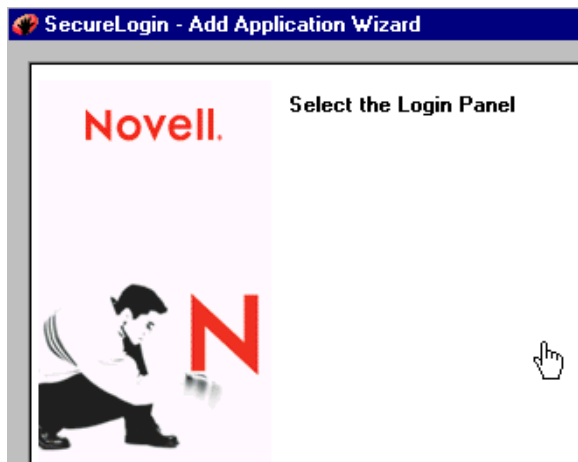 SecureLogin - Add Application Wizard
Novell.
Select the Login Panel
N